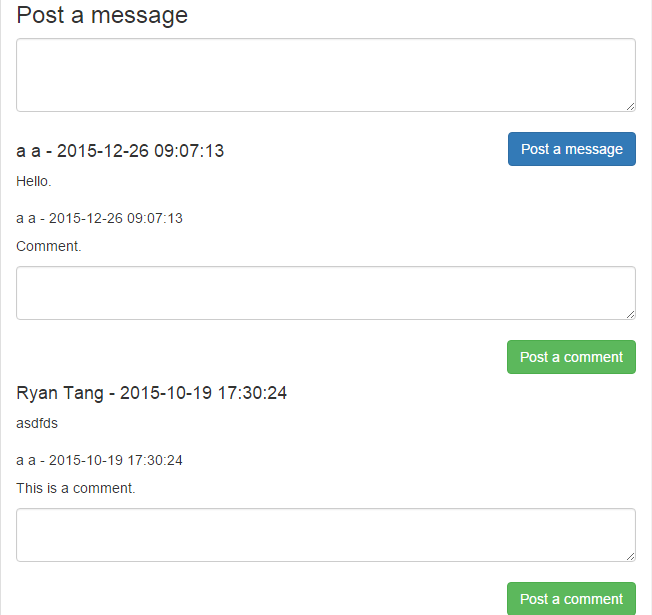 Post a message
a a - 2015-12-26 09:07:13
Post a message
Hello.
a a - 2015-12-26 09:07:13
Comment.
Post a comment
Ryan Tang - 2015-10-19 17:30:24
asdfds
a a - 2015-10-19 17:30:24
This is a comment.
Post a comment